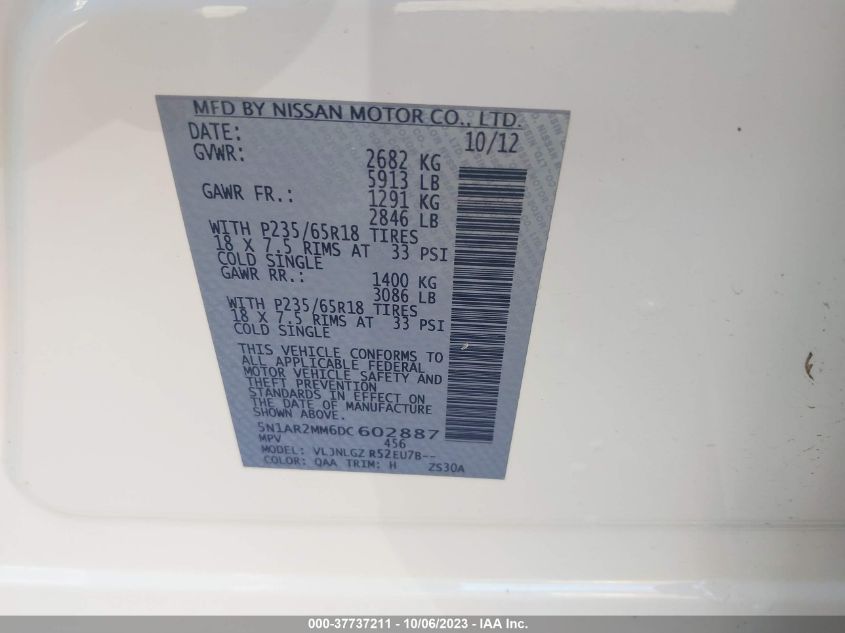 MFD BY NISSAN MOTOR CO., LTD.
DATE: 10/12
GVWR: 2682 KG
5913 LB
GAWR FR.: 1291 KG
2846 LB
WITH P235/65R18 TIRES
18 X 7.5 RIMS AT 33 PSI
COLD SINGLE
GAWR RR.: 1400 KG
3086 LB
WITH P235/65R18 TIRES
18 X 7.5 RIMS AT 33 PSI
COLD SINGLE
THIS VEHICLE CONFORMS TO
ALL APPLICABLE FEDERAL
MOTOR VEHICLE SAFETY AND
THEFT PREVENTION
STANDARDS IN EFFECT ON
THE DATE OF MANUFACTURE
SHOWN ABOVE.
5N1AR2MM6DC602887
MPV 456
MODEL: VLJNLGZ R52EU7B--
COLOR: QAA TRIM: H ZS30A
000-37737211 - 10/06/2023 - IAA Inc.